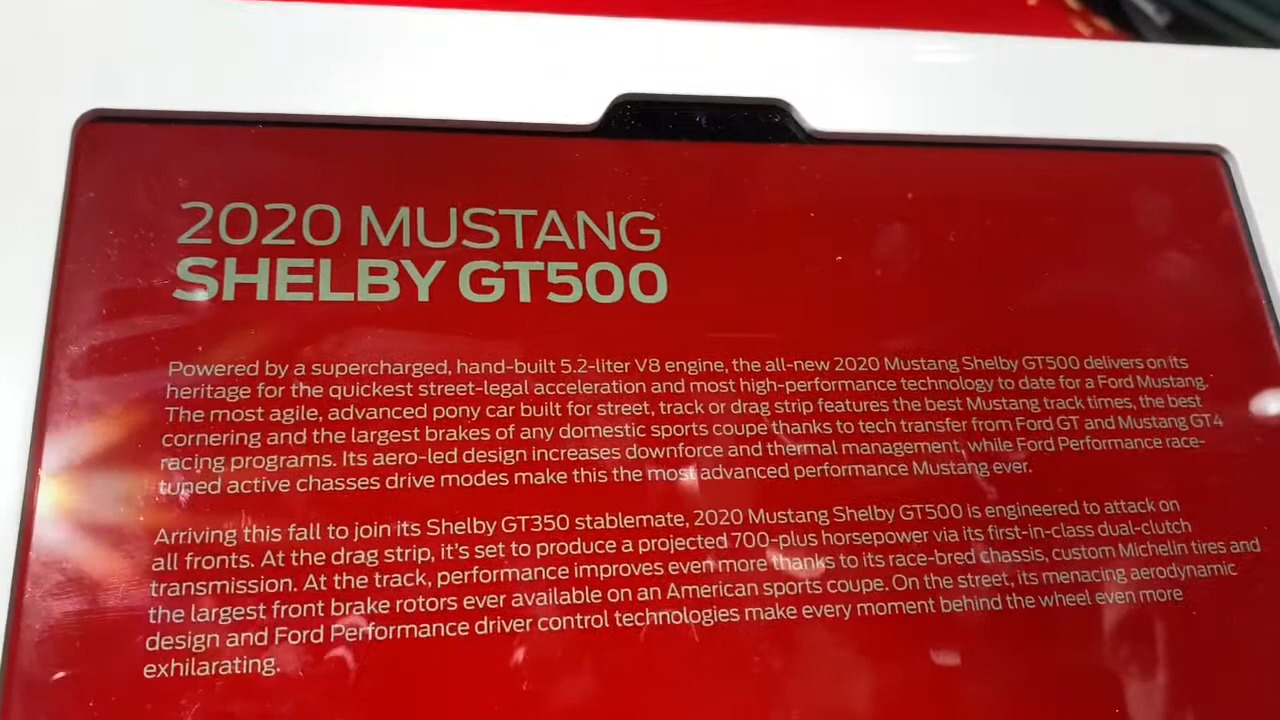 2020 MUSTANG
SHELBY GT500
Powered by a supercharged, hand-built 5.2-liter V8 engine, the all-new 2020 Mustang Shelby GT500 delivers on its
heritage for the quickest street-legal acceleration and most high-performance technology to date for a Ford Mustang.
The most agile, advanced pony car built for street, track or drag strip features the best Mustang track times, the best
cornering and the largest brakes of any domestic sports coupe thanks to tech transfer from Ford GT and Mustang GT4
racing programs. Its aero-led design increases downforce and thermal management, while Ford Performance race-
tuned active chasses drive modes make this the most advanced performance Mustang ever.
Arriving this fall to join its Shelby GT350 stablemate, 2020 Mustang Shelby GT500 is engineered to attack on
all fronts. At the drag strip, it's set to produce a projected 700-plus horsepower via its first-in-class dual-clutch
transmission. At the track, performance improves even more thanks to its race-bred chassis, custom Michelin tires and
the largest front brake rotors ever available on an American sports coupe. On the street, its menacing aerodynamic
design and Ford Performance driver control technologies make every moment behind the wheel even more
exhilarating.